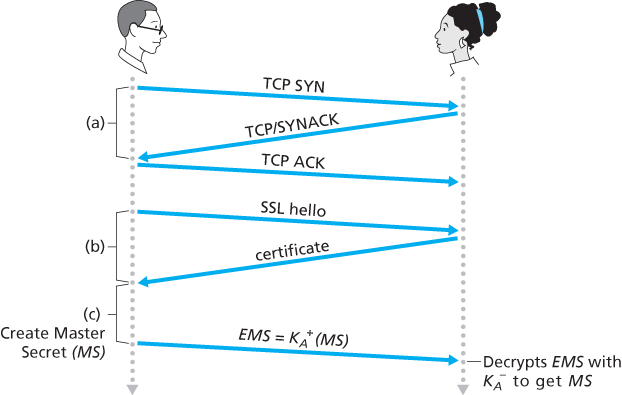 TCP SYN
(a)
TCP/SYNACK
TCP ACK
SSL hello
(b)
certificate
(c)
Create Master
Secret (MS)
EMS = K_A^+(MS)
Decrypts EMS with
K_A^− to get MS